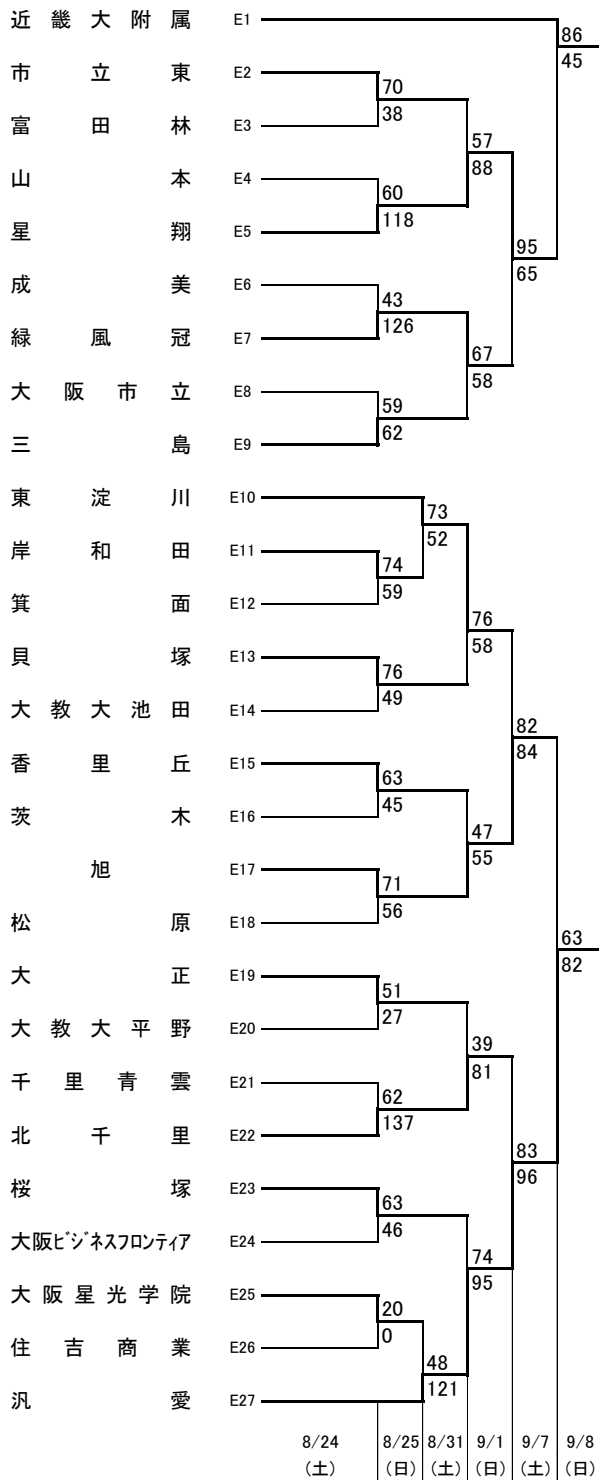 近畿大附属 E1
86
45
市立東 E2
70
38
富田林 E3
57
88
山本 E4
60
118
星翔 E5
95
65
成美 E6
43
126
緑風冠 E7
67
58
大阪市立 E8
59
62
三島 E9
東淀川 E10
73
52
岸和田 E11
74
59
箕面 E12
76
58
貝塚 E13
76
49
大教大池田 E14
82
84
香里丘 E15
63
45
茨木 E16
47
55
旭 E17
71
56
松原 E18
63
82
大正 E19
51
27
大教大平野 E20
39
81
千里青雲 E21
62
137
北千里 E22
83
96
桜塚 E23
63
46
大阪ﾋﾞｼﾞﾈｽﾌﾛﾝﾃｨｱ E24
74
95
大阪星光学院 E25
20
0
住吉商業 E26
48
121
汎愛 E27
8/24 8/25 8/31 9/1 9/7 9/8
(土) (日) (土) (日) (土) (日)